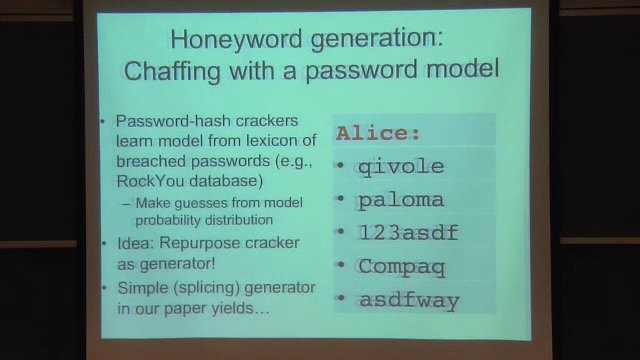 Honeyword generation:
Chaffing with a password model
• Password-hash crackers
learn model from lexicon of
breached passwords (e.g.,
RockYou database)
– Make guesses from model
probability distribution
• Idea: Repurpose cracker
as generator!
• Simple (splicing) generator
in our paper yields…
Alice:
• qivole
• paloma
• 123asdf
• Compaq
• asdfway